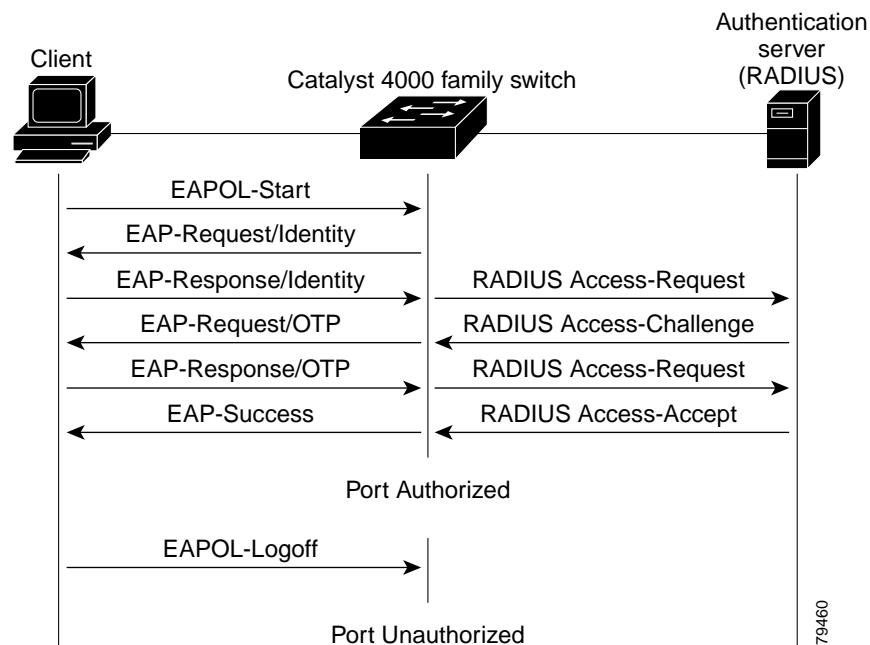 Client
Catalyst 4000 family switch
Authentication
server
(RADIUS)
EAPOL-Start
EAP-Request/Identity
EAP-Response/Identity
RADIUS Access-Request
EAP-Request/OTP
RADIUS Access-Challenge
EAP-Response/OTP
RADIUS Access-Request
EAP-Success
RADIUS Access-Accept
Port Authorized
EAPOL-Logoff
Port Unauthorized
79460